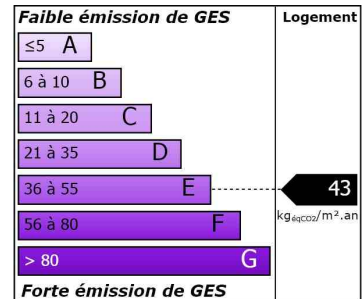 Faible émission de GES
Logement
≤5 A
6 à 10 B
11 à 20 C
21 à 35 D
36 à 55 E
43
kgéqCO2/m².an
56 à 80 F
> 80 G
Forte émission de GES